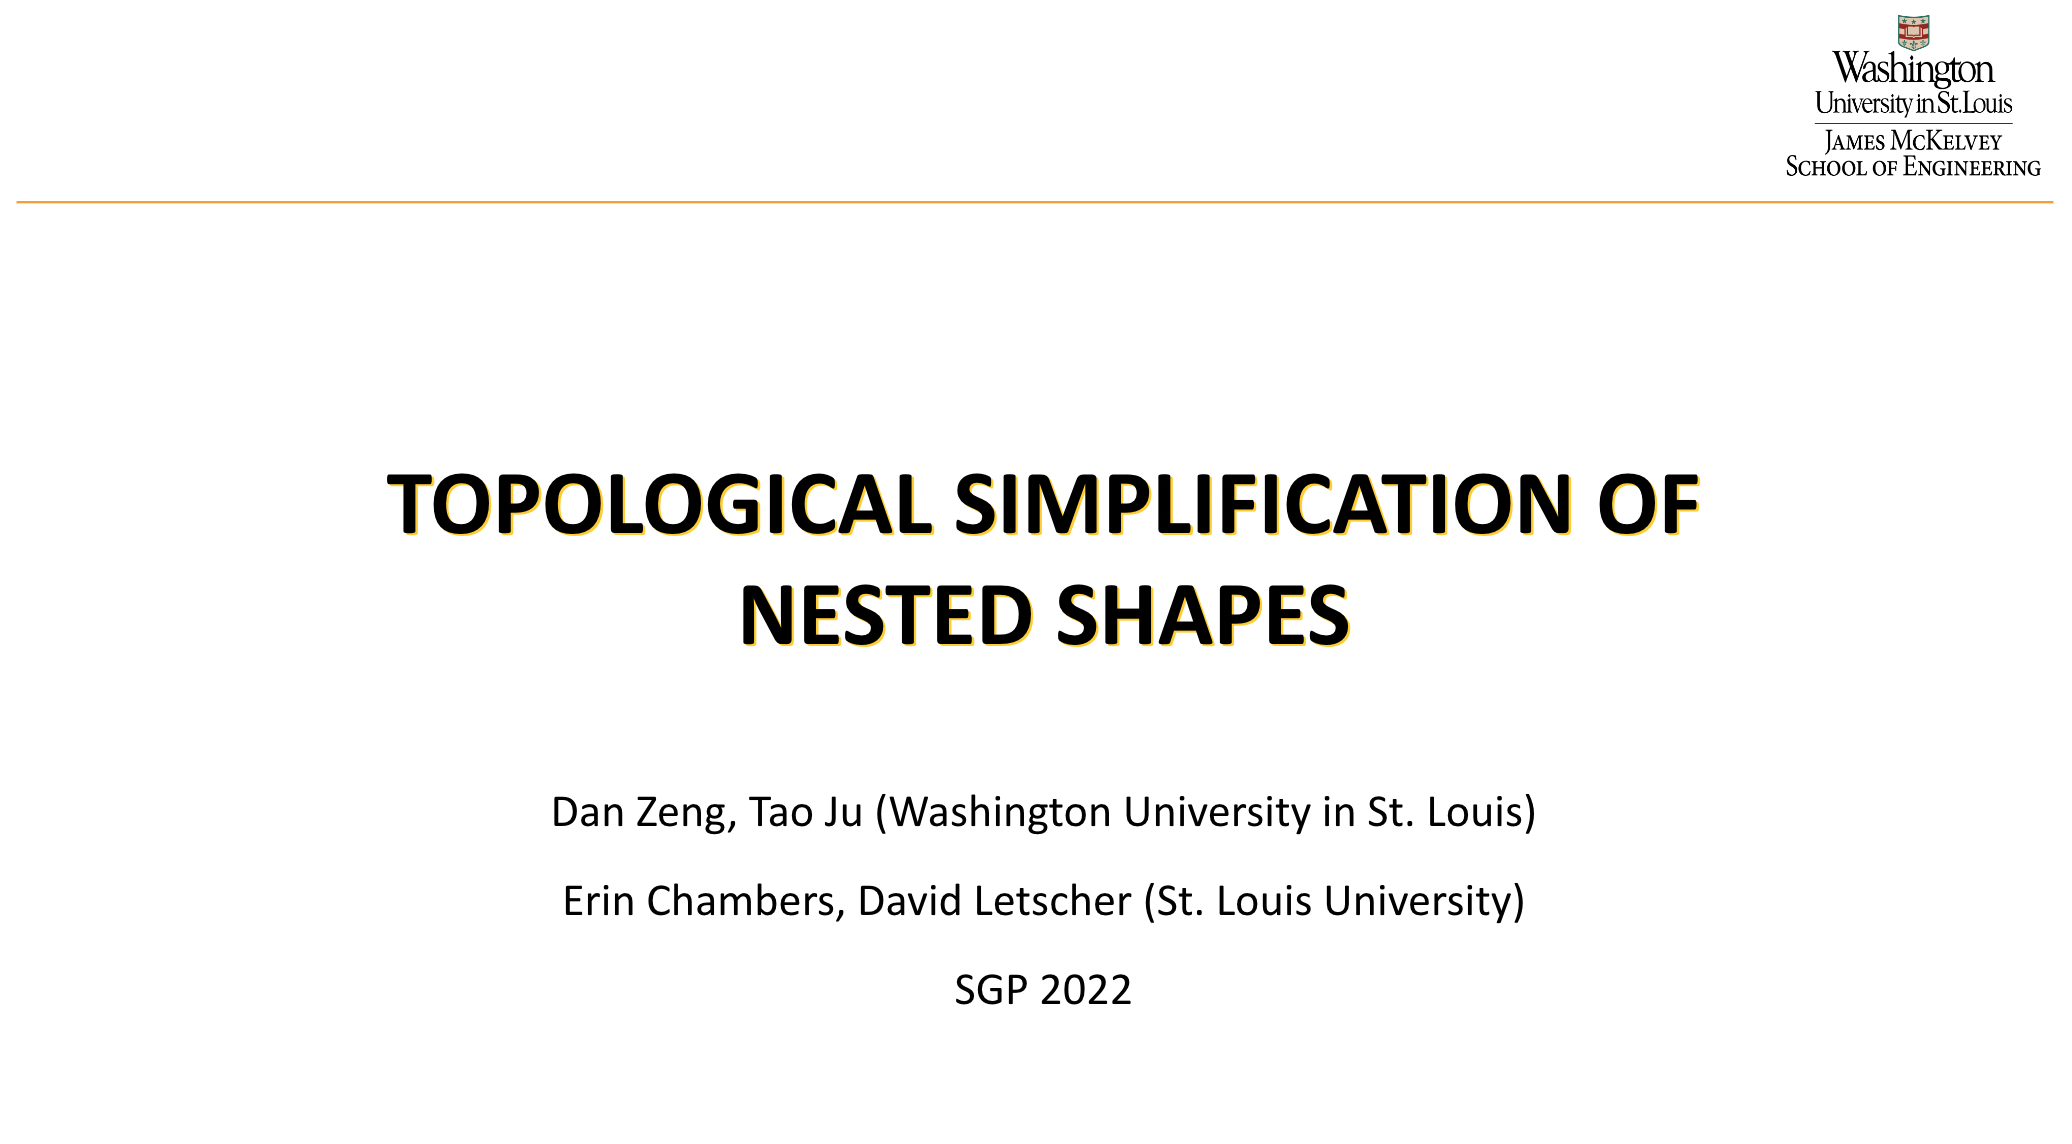 Washington
University in St. Louis
JAMES MCKELVEY
SCHOOL OF ENGINEERING
TOPOLOGICAL SIMPLIFICATION OF
NESTED SHAPES
Dan Zeng, Tao Ju (Washington University in St. Louis)
Erin Chambers, David Letscher (St. Louis University)
SGP 2022